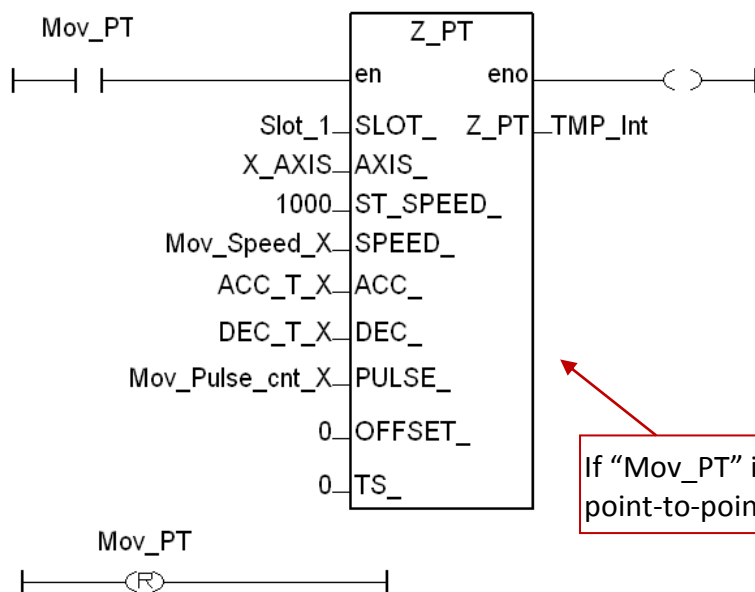 Mov_PT
Z_PT
en eno
Slot_1 SLOT_ Z_PT TMP_Int
X_AXIS AXIS_
1000 ST_SPEED_
Mov_Speed_X SPEED_
ACC_T_X ACC_
DEC_T_X DEC_
Mov_Pulse_cnt_X PULSE_
0 OFFSET_
0 TS_
If “Mov_PT” i
point-to-poin
Mov_PT
R